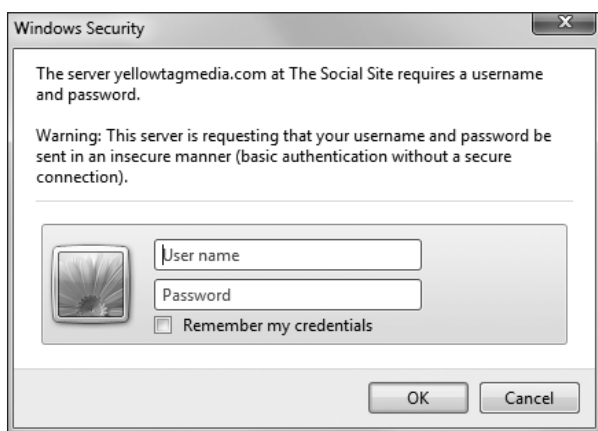 Windows Security
The server yellowtagmedia.com at The Social Site requires a username
and password.
Warning: This server is requesting that your username and password be
sent in an insecure manner (basic authentication without a secure
connection).
User name
Password
Remember my credentials
OK
Cancel